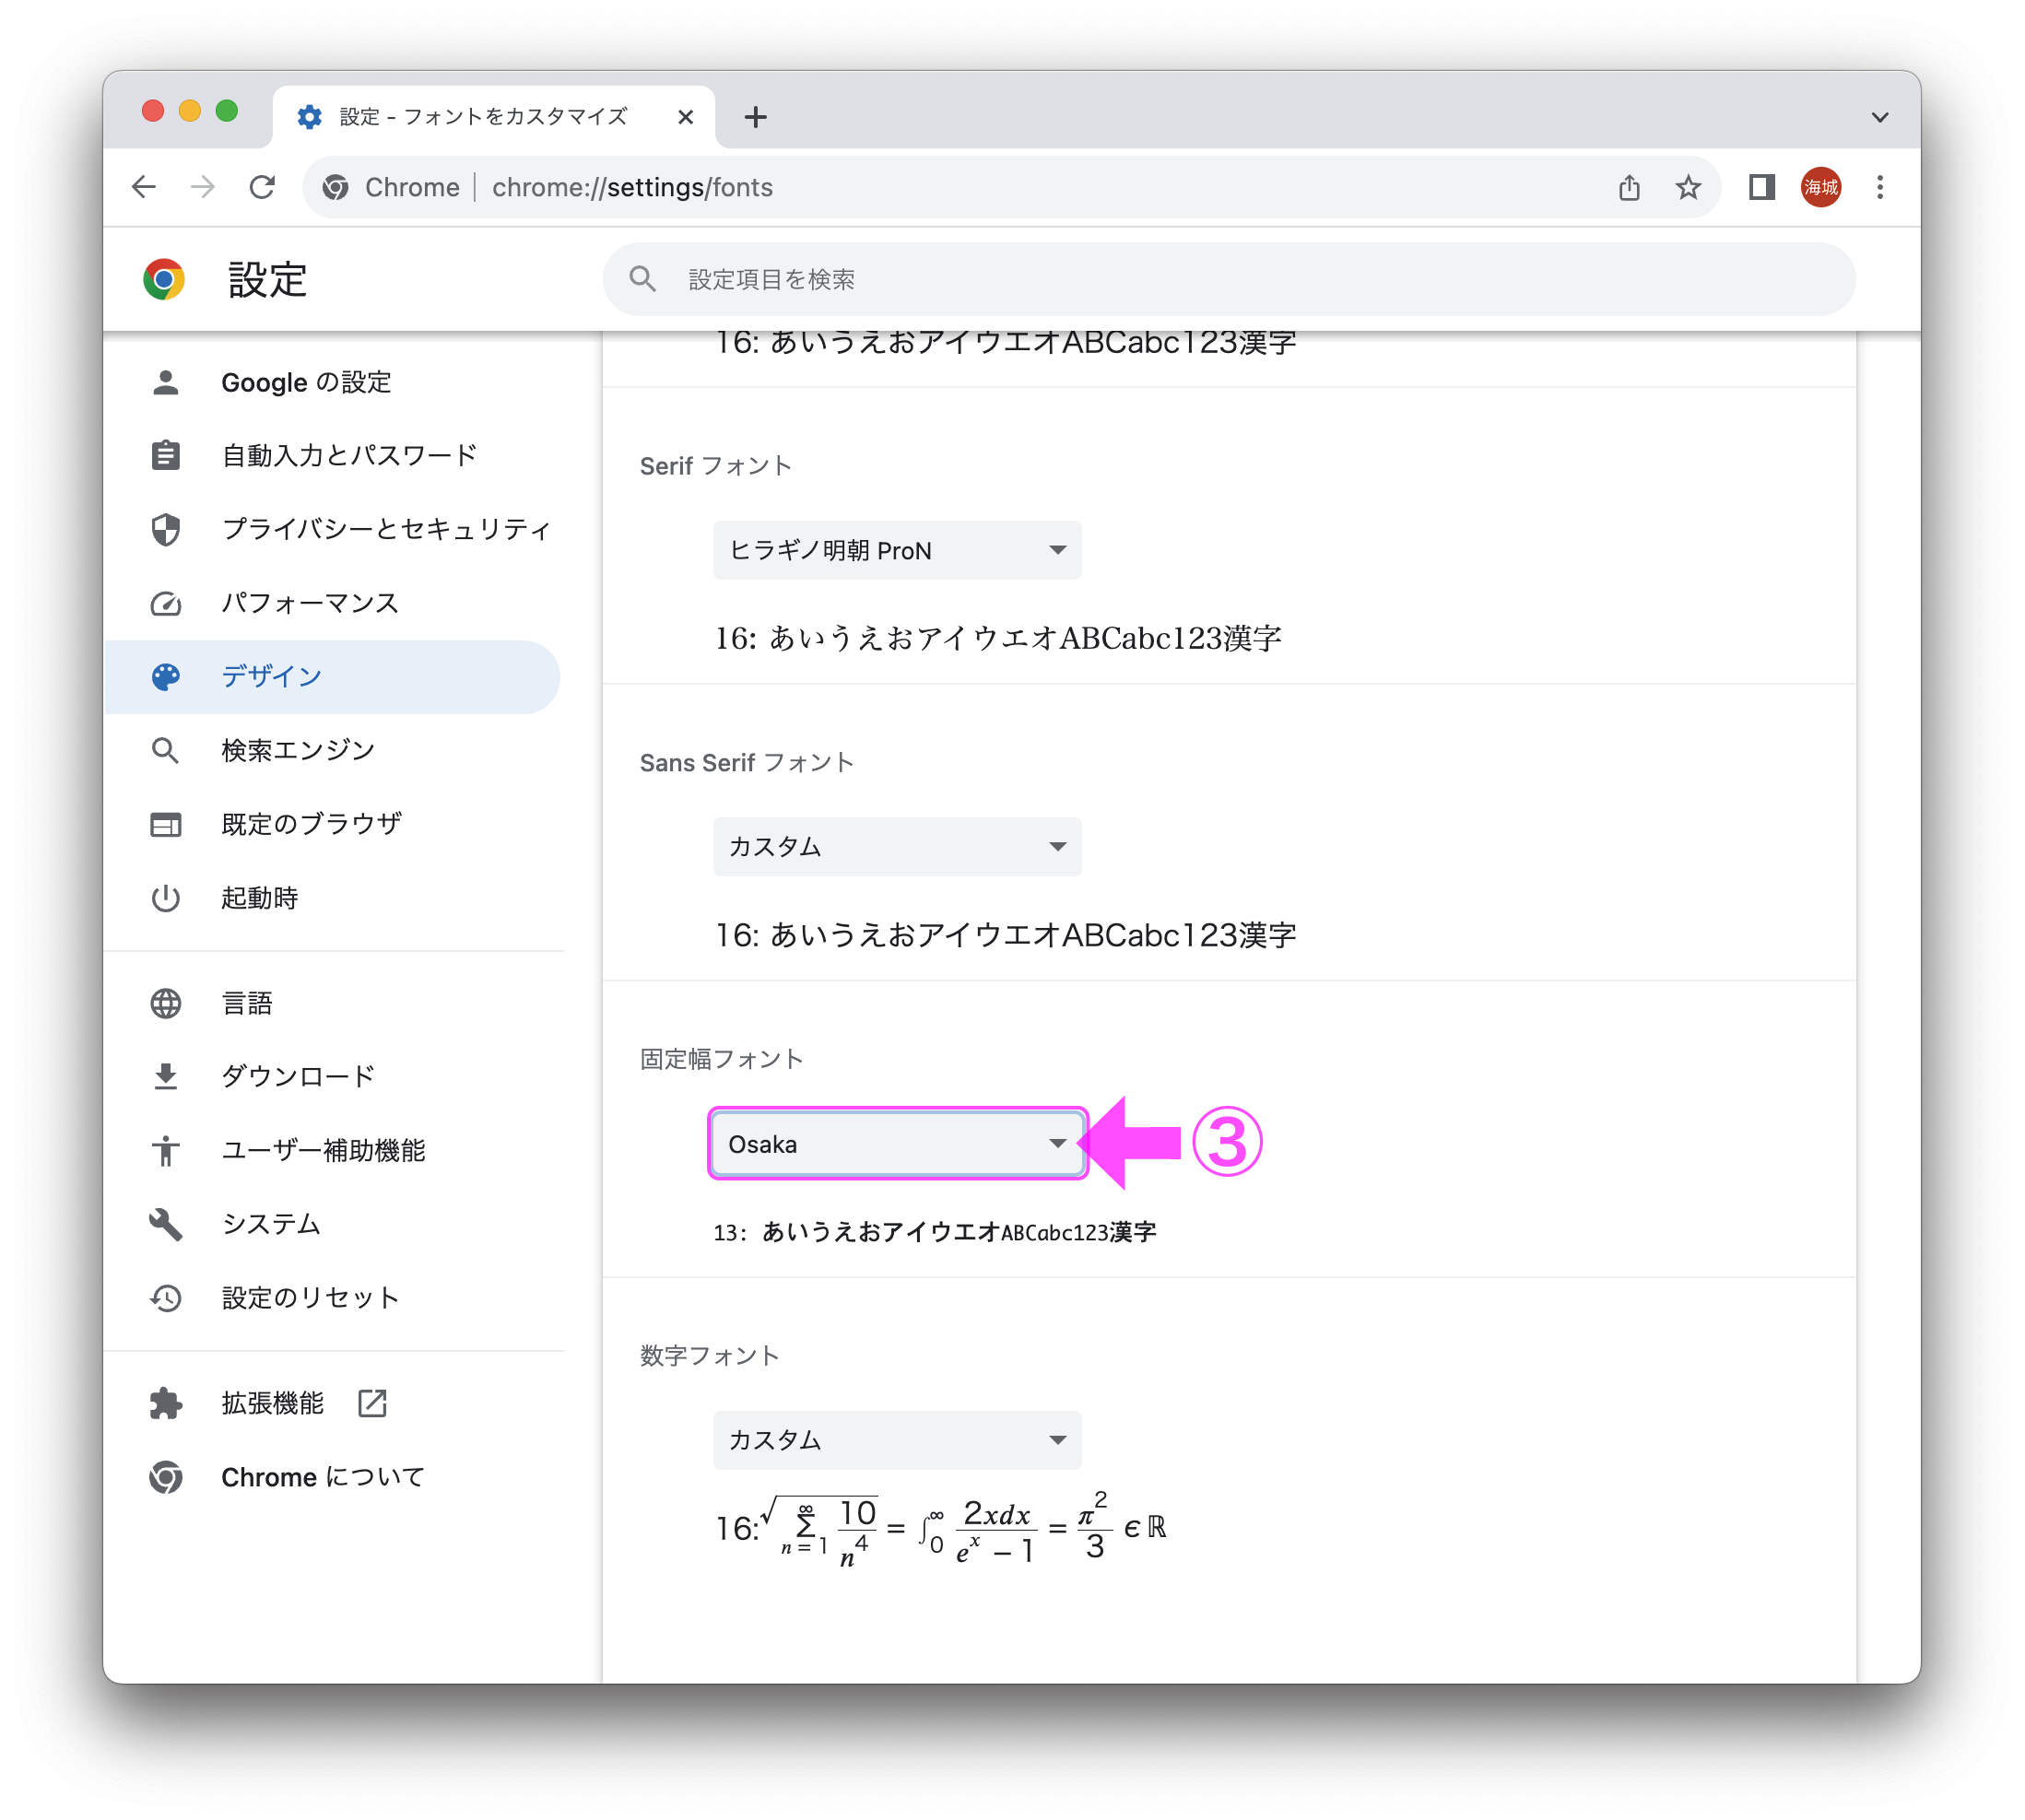 設定 - フォントをカスタマイズ
Chrome
chrome://settings/fonts
海城
設定
設定項目を検索
Google の設定
自動入力とパスワード
プライバシーとセキュリティ
パフォーマンス
デザイン
検索エンジン
既定のブラウザ
起動時
言語
ダウンロード
ユーザー補助機能
システム
設定のリセット
拡張機能
Chrome について
16: あいうえおアイウエオABCabc123漢字
Serif フォント
ヒラギノ明朝 ProN
16: あいうえおアイウエオABCabc123漢字
Sans Serif フォント
カスタム
16: あいうえおアイウエオABCabc123漢字
固定幅フォント
Osaka
③
13: あいうえおアイウエオABCabc123漢字
数字フォント
カスタム
16:√∑∞n=1 10/n⁴ = ∫₀∞ 2xdx/eˣ − 1 = π²/3 ϵ ℝ